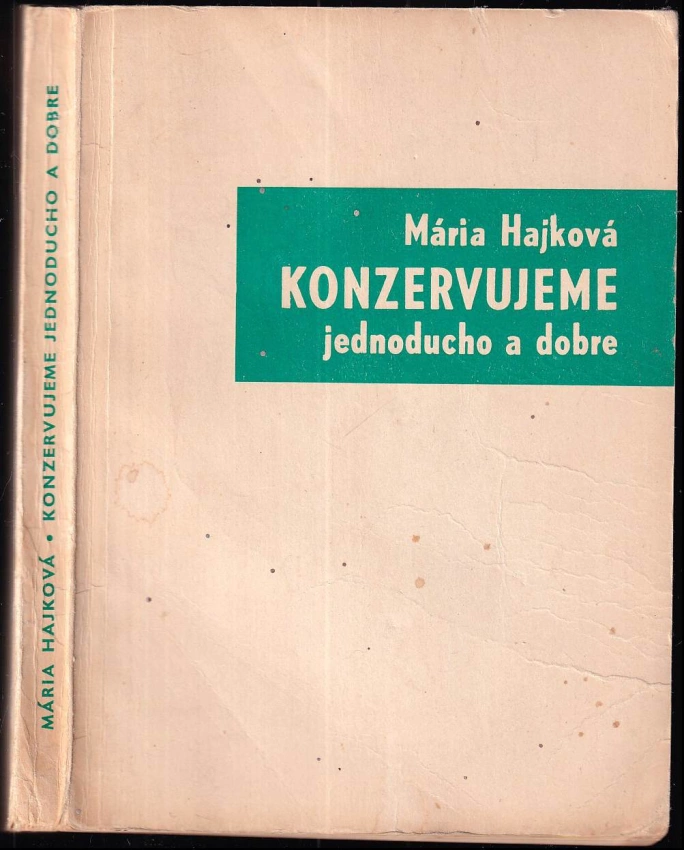 MÁRIA HAJKOVÁ • KONZERVUJEME JEDNODUCHO A DOBRE
Mária Hajková
KONZERVUJEME
jednoducho a dobre